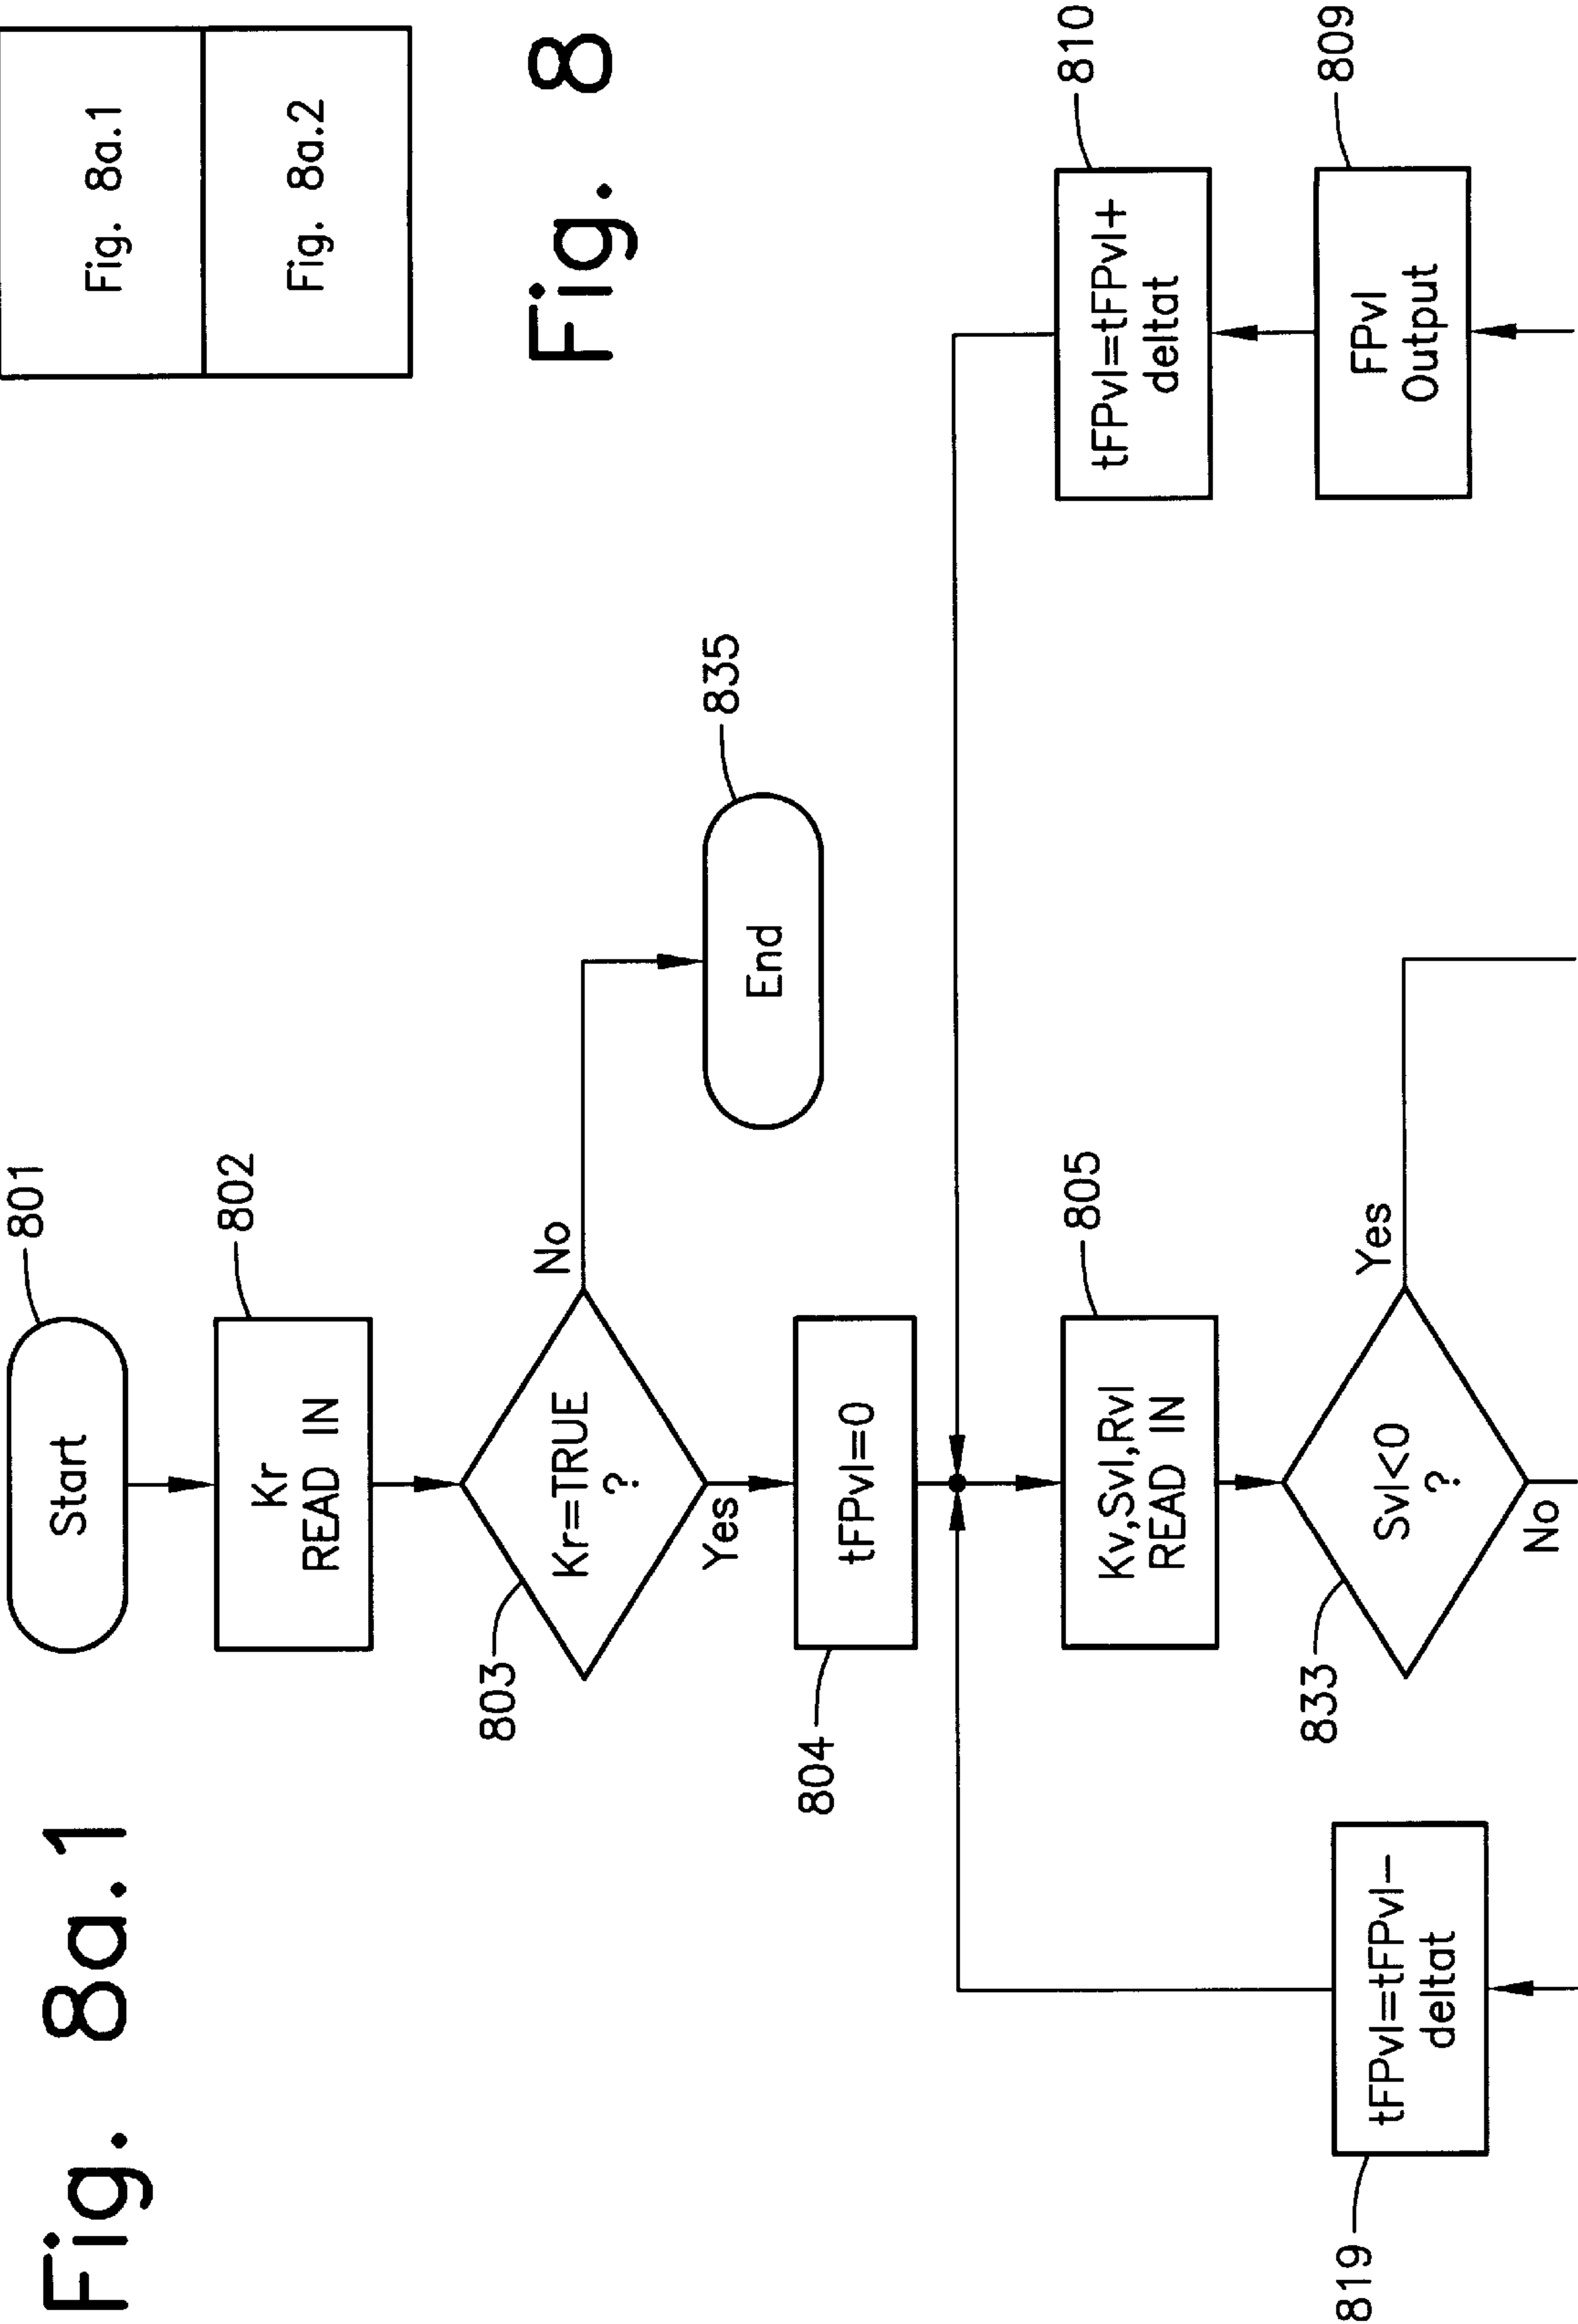 Fig. 8a.1
Fig. 8a.1
Fig. 8a.2
Fig. 8
Start
801
Kr
READ IN
802
Kr=TRUE
?
803
No
Yes
End
835
tFPvl=0
804
Kv,Svl,Rvl
READ IN
805
Svl<0
?
833
Yes
No
tFPvl=tFPvl-
deltat
819
tFPvl=tFPvl+
deltat
810
FPvl
Output
809